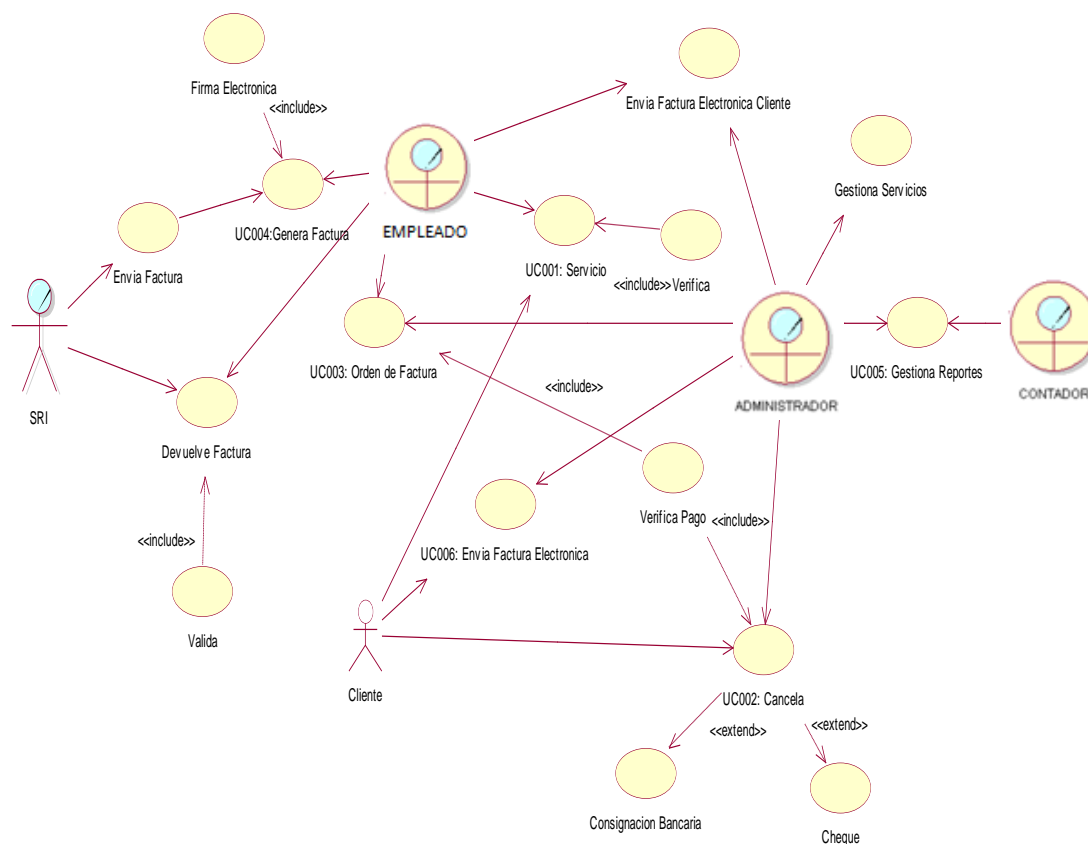 Firma Electronica
<<include>>
Envia Factura Electronica Cliente
Gestiona Servicios
UC004:Genera Factura
EMPLEADO
Envia Factura
UC001: Servicio
<<include>>
Verifica
UC003: Orden de Factura
<<include>>
ADMINISTRADOR
UC005: Gestiona Reportes
CONTADOR
SRI
Devuelve Factura
<<include>>
Verifica Pago
<<include>>
UC006: Envia Factura Electronica
Valida
Cliente
UC002: Cancela
<<extend>>
<<extend>>
Consignacion Bancaria
Cheque